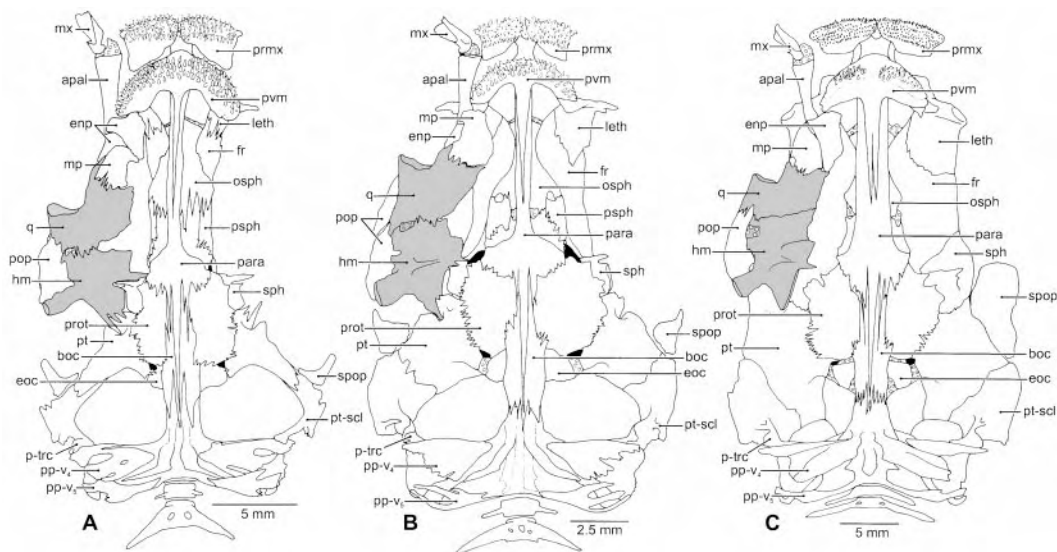 mx
apal
enp
mp
q
pop
hm
prot
pt
boc
eoc
p-trc
pp-v4
pp-v5
prmx
pvm
leth
fr
osph
psph
para
sph
spop
pt-scl
A
5 mm
mx
apal
mp
enp
q
pop
hm
prot
pt
p-trc
pp-v4
pp-v6
prmx
pvm
leth
fr
osph
psph
para
sph
spop
boc
eoc
pt-scl
B
2.5 mm
mx
apal
enp
mp
q
pop
hm
prot
pt
p-trc
pp-v4
pp-v5
prmx
pvm
leth
fr
osph
para
sph
spop
boc
eoc
pt-scl
C
5 mm